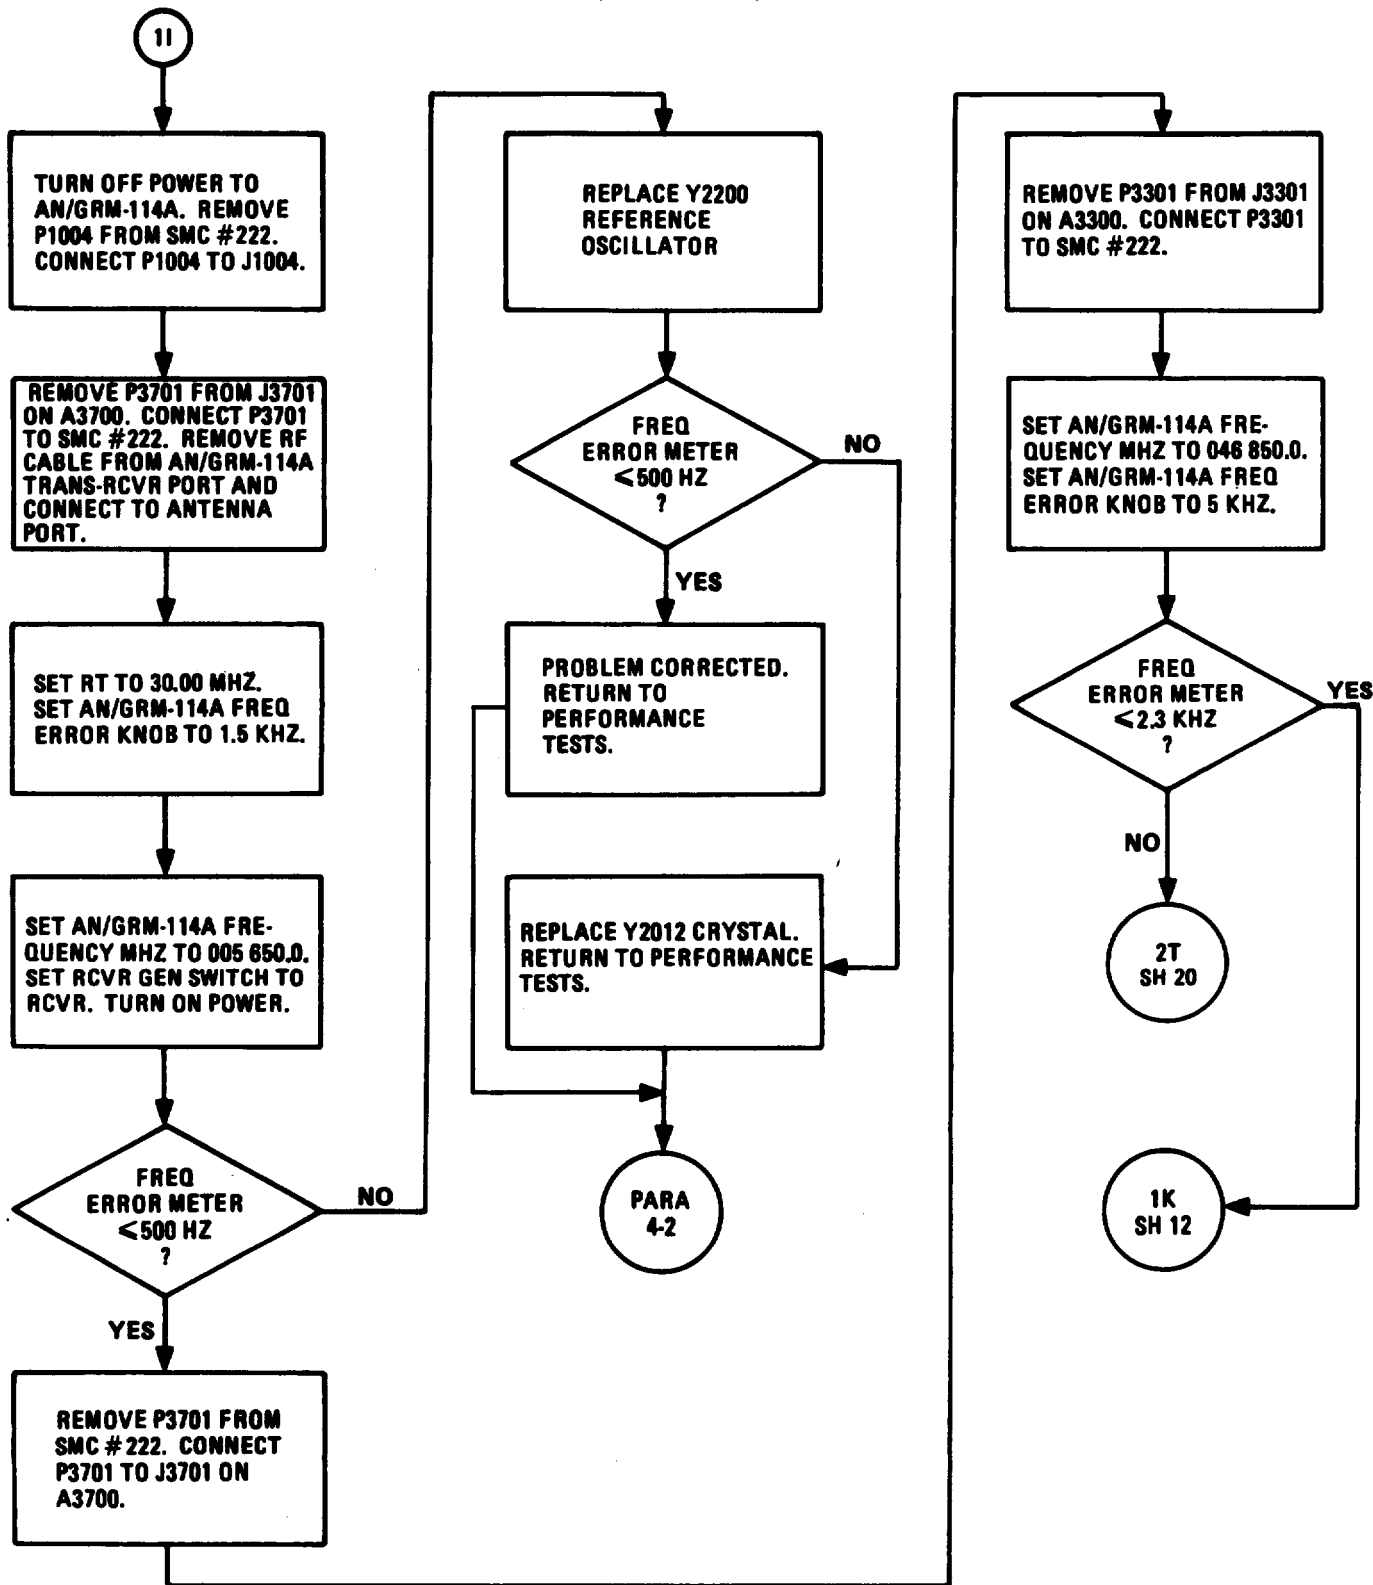 1I
TURN OFF POWER TO
AN/GRM-114A. REMOVE
P1004 FROM SMC #222.
CONNECT P1004 TO J1004.
REMOVE P3701 FROM J3701
ON A3700. CONNECT P3701
TO SMC #222. REMOVE RF
CABLE FROM AN/GRM-114A
TRANS-RCVR PORT AND
CONNECT TO ANTENNA
PORT.
SET RT TO 30.00 MHZ.
SET AN/GRM-114A FREQ
ERROR KNOB TO 1.5 KHZ.
SET AN/GRM-114A FRE-
QUENCY MHZ TO 005 650.0.
SET RCVR GEN SWITCH TO
RCVR. TURN ON POWER.
FREQ
ERROR METER
≤500 HZ
?
NO
YES
REMOVE P3701 FROM
SMC #222. CONNECT
P3701 TO J3701 ON
A3700.
REPLACE Y2200
REFERENCE
OSCILLATOR
FREQ
ERROR METER
≤500 HZ
?
NO
YES
PROBLEM CORRECTED.
RETURN TO
PERFORMANCE
TESTS.
REPLACE Y2012 CRYSTAL.
RETURN TO PERFORMANCE
TESTS.
PARA
4-2
REMOVE P3301 FROM J3301
ON A3300. CONNECT P3301
TO SMC #222.
SET AN/GRM-114A FRE-
QUENCY MHZ TO 046 850.0.
SET AN/GRM-114A FREQ
ERROR KNOB TO 5 KHZ.
FREQ
ERROR METER
≤2.3 KHZ
?
YES
NO
2T
SH 20
1K
SH 12